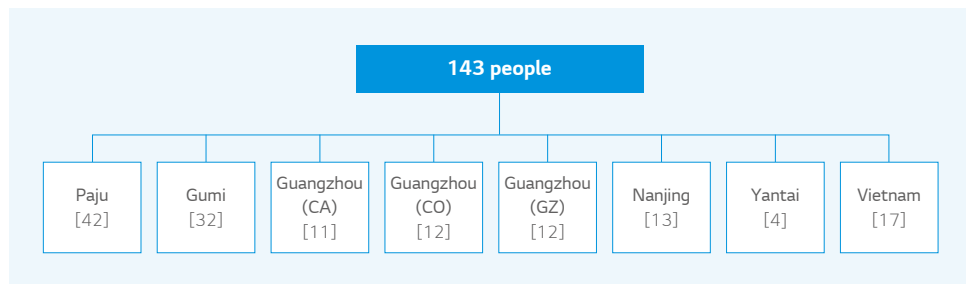 143 people
Paju
[42]
Gumi
[32]
Guangzhou
(CA)
[11]
Guangzhou
(CO)
[12]
Guangzhou
(GZ)
[12]
Nanjing
[13]
Yantai
[4]
Vietnam
[17]